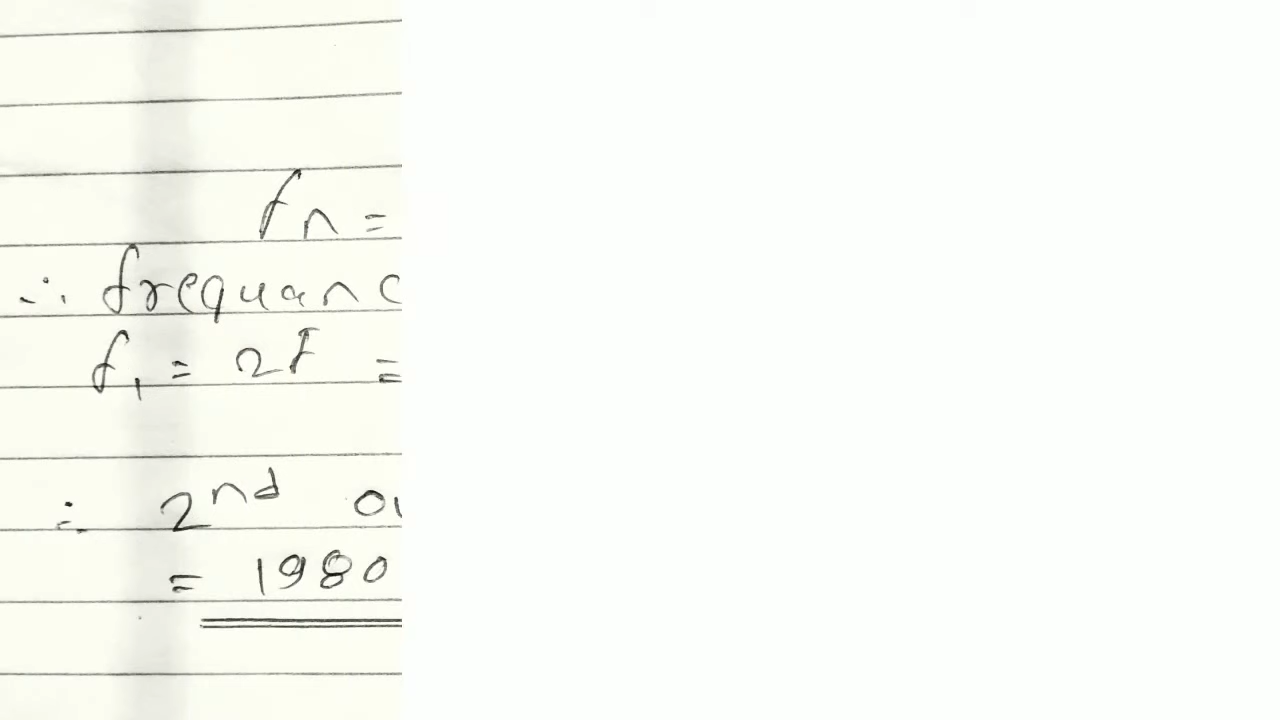 fn =
∴ frequanc
f1 = 2f =
∴ 2nd
= 1980